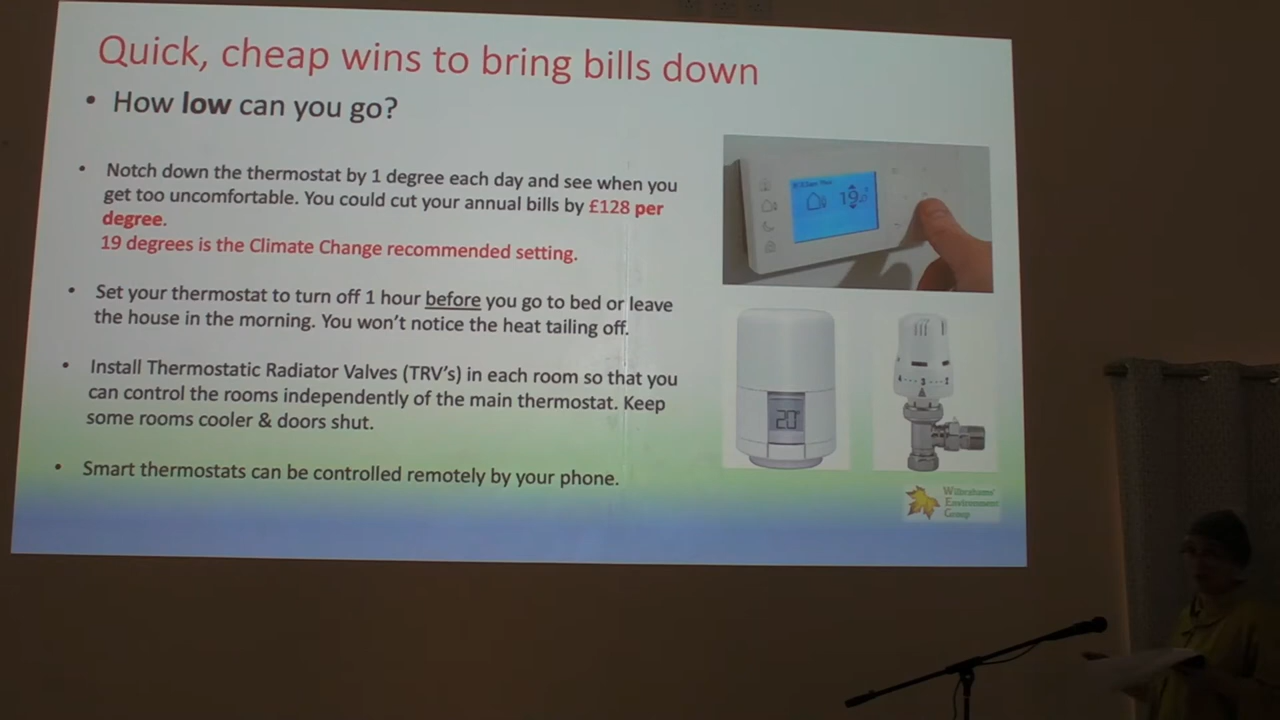 Quick, cheap wins to bring bills down
• How low can you go?
• Notch down the thermostat by 1 degree each day and see when you
get too uncomfortable. You could cut your annual bills by £128 per
degree.
19 degrees is the Climate Change recommended setting.
• Set your thermostat to turn off 1 hour before you go to bed or leave
the house in the morning. You won't notice the heat tailing off.
• Install Thermostatic Radiator Valves (TRV's) in each room so that you
can control the rooms independently of the main thermostat. Keep
some rooms cooler & doors shut.
• Smart thermostats can be controlled remotely by your phone.
19
20
Environment
Group